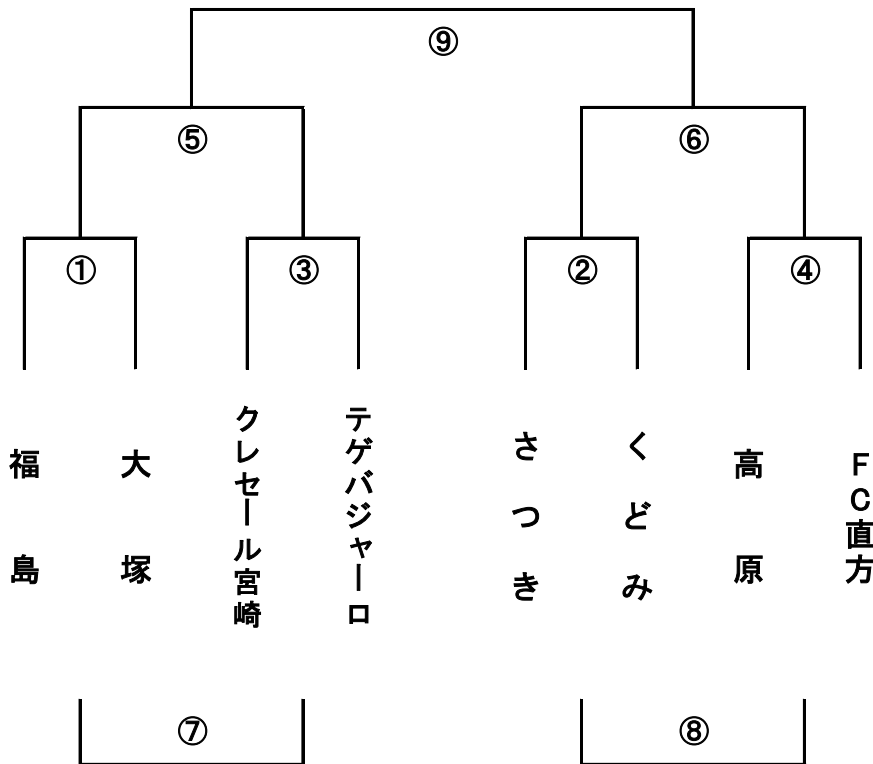 ⑨
⑤
⑥
①
③
②
④
福島
大塚
クレセール宮崎
テゲバジャーロ
さつき
くどみ
高原
FC直方
⑦
⑧